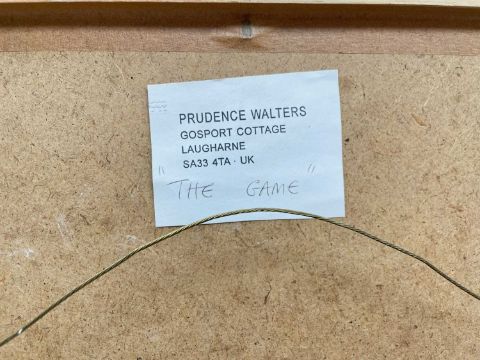 PRUDENCE WALTERS
GOSPORT COTTAGE
LAUGHARNE
SA33 4TA · UK
"THE GAME"